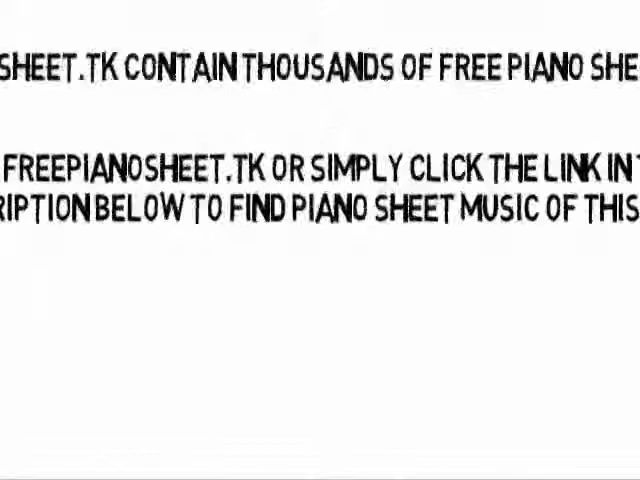 SHEET.TK CONTAIN THOUSANDS OF FREE PIANO SHE
FREEPIANOSHEET.TK OR SIMPLY CLICK THE LINK IN
RIPTION BELOW TO FIND PIANO SHEET MUSIC OF THIS